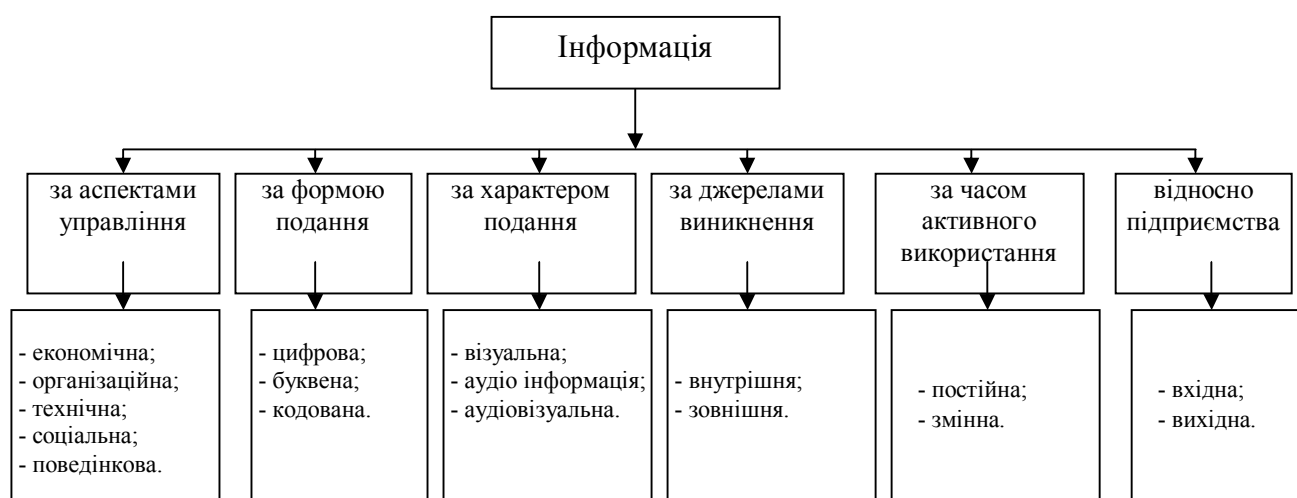 Інформація
за аспектами
управління
за формою
подання
за характером
подання
за джерелами
виникнення
за часом
активного
використання
відносно
підприємства
- економічна;
- організаційна;
- технічна;
- соціальна;
- поведінкова.
- цифрова;
- буквена;
- кодована.
- візуальна;
- аудіо інформація;
- аудіовізуальна.
- внутрішня;
- зовнішня.
- постійна;
- змінна.
- вхідна;
- вихідна.